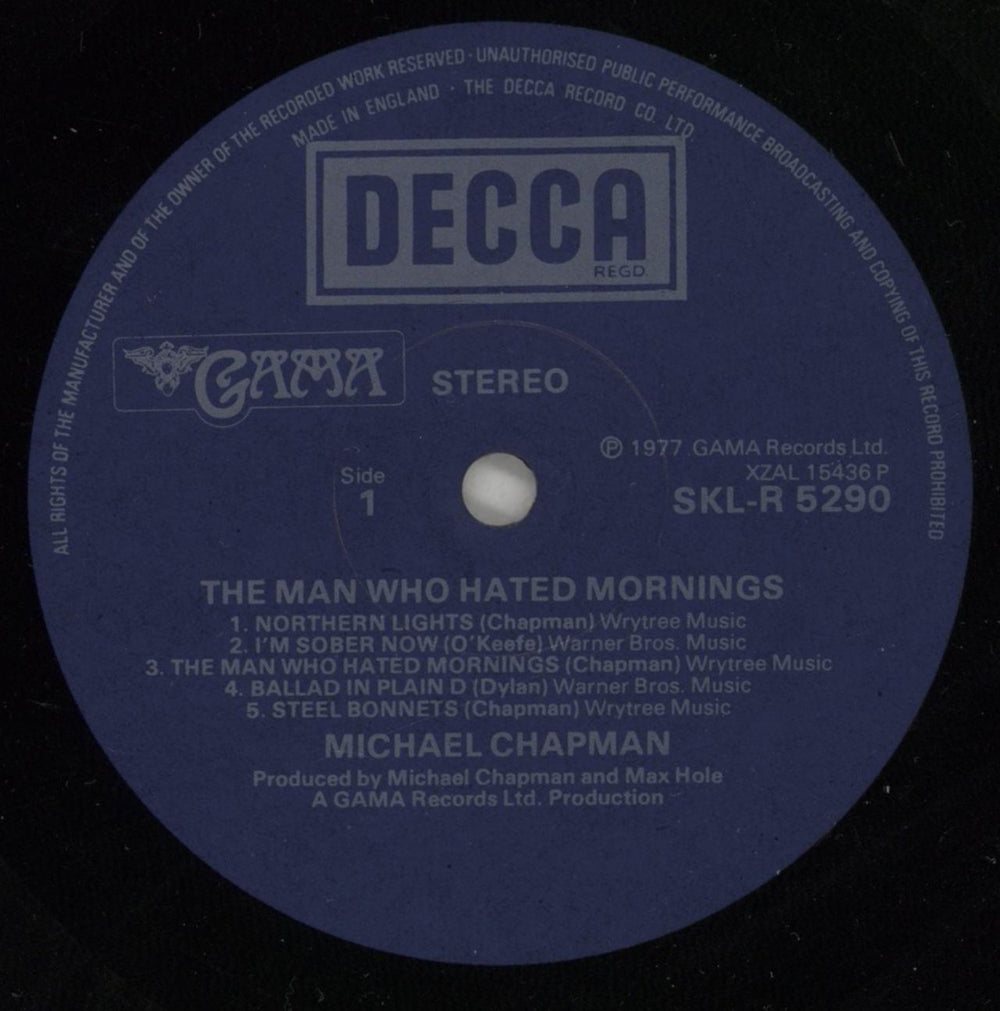 ALL RIGHTS OF THE MANUFACTURER AND OF THE OWNER OF THE RECORDED WORK RESERVED · UNAUTHORISED PUBLIC PERFORMANCE BROADCASTING AND COPYING OF THIS RECORD PROHIBITED
MADE IN ENGLAND · THE DECCA RECORD CO. LTD
DECCA
REGD.
GAMA
STEREO
℗ 1977 GAMA Records Ltd.
XZAL 15436 P
SKL-R 5290
Side
1
THE MAN WHO HATED MORNINGS
1. NORTHERN LIGHTS (Chapman) Wrytree Music
2. I'M SOBER NOW (O'Keefe) Warner Bros. Music
3. THE MAN WHO HATED MORNINGS (Chapman) Wrytree Music
4. BALLAD IN PLAIN D (Dylan) Warner Bros. Music
5. STEEL BONNETS (Chapman) Wrytree Music
MICHAEL CHAPMAN
Produced by Michael Chapman and Max Hole
A GAMA Records Ltd. Production